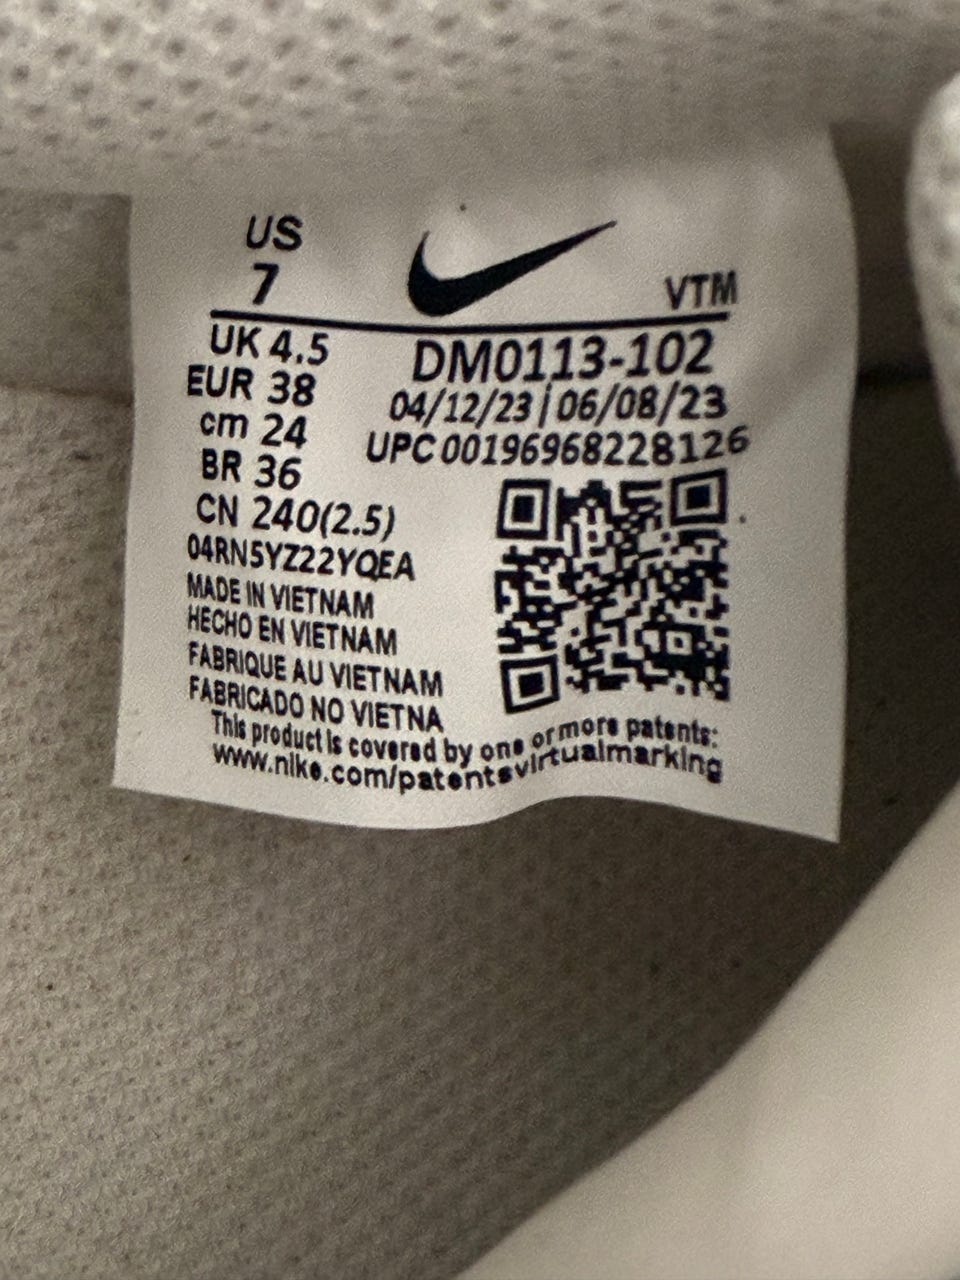 US
7
VTM
UK 4.5
EUR 38
cm 24
BR 36
CN 240(2.5)
04RN5YZ22YQEA
MADE IN VIETNAM
HECHO EN VIETNAM
FABRIQUE AU VIETNAM
FABRICADO NO VIETNA
DM0113-102
04/12/23 | 06/08/23
UPC 00196968228126
This product is covered by one or more patents:
www.nike.com/patentsvirtualmarking